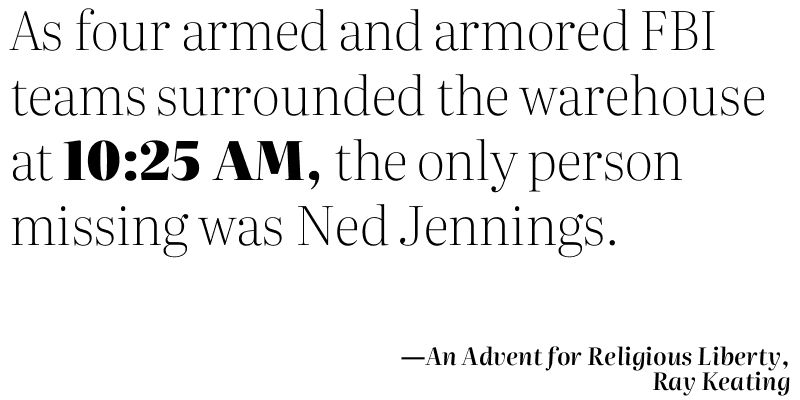 As four armed and armored FBI
teams surrounded the warehouse
at 10:25 AM, the only person
missing was Ned Jennings.
—An Advent for Religious Liberty,
Ray Keating